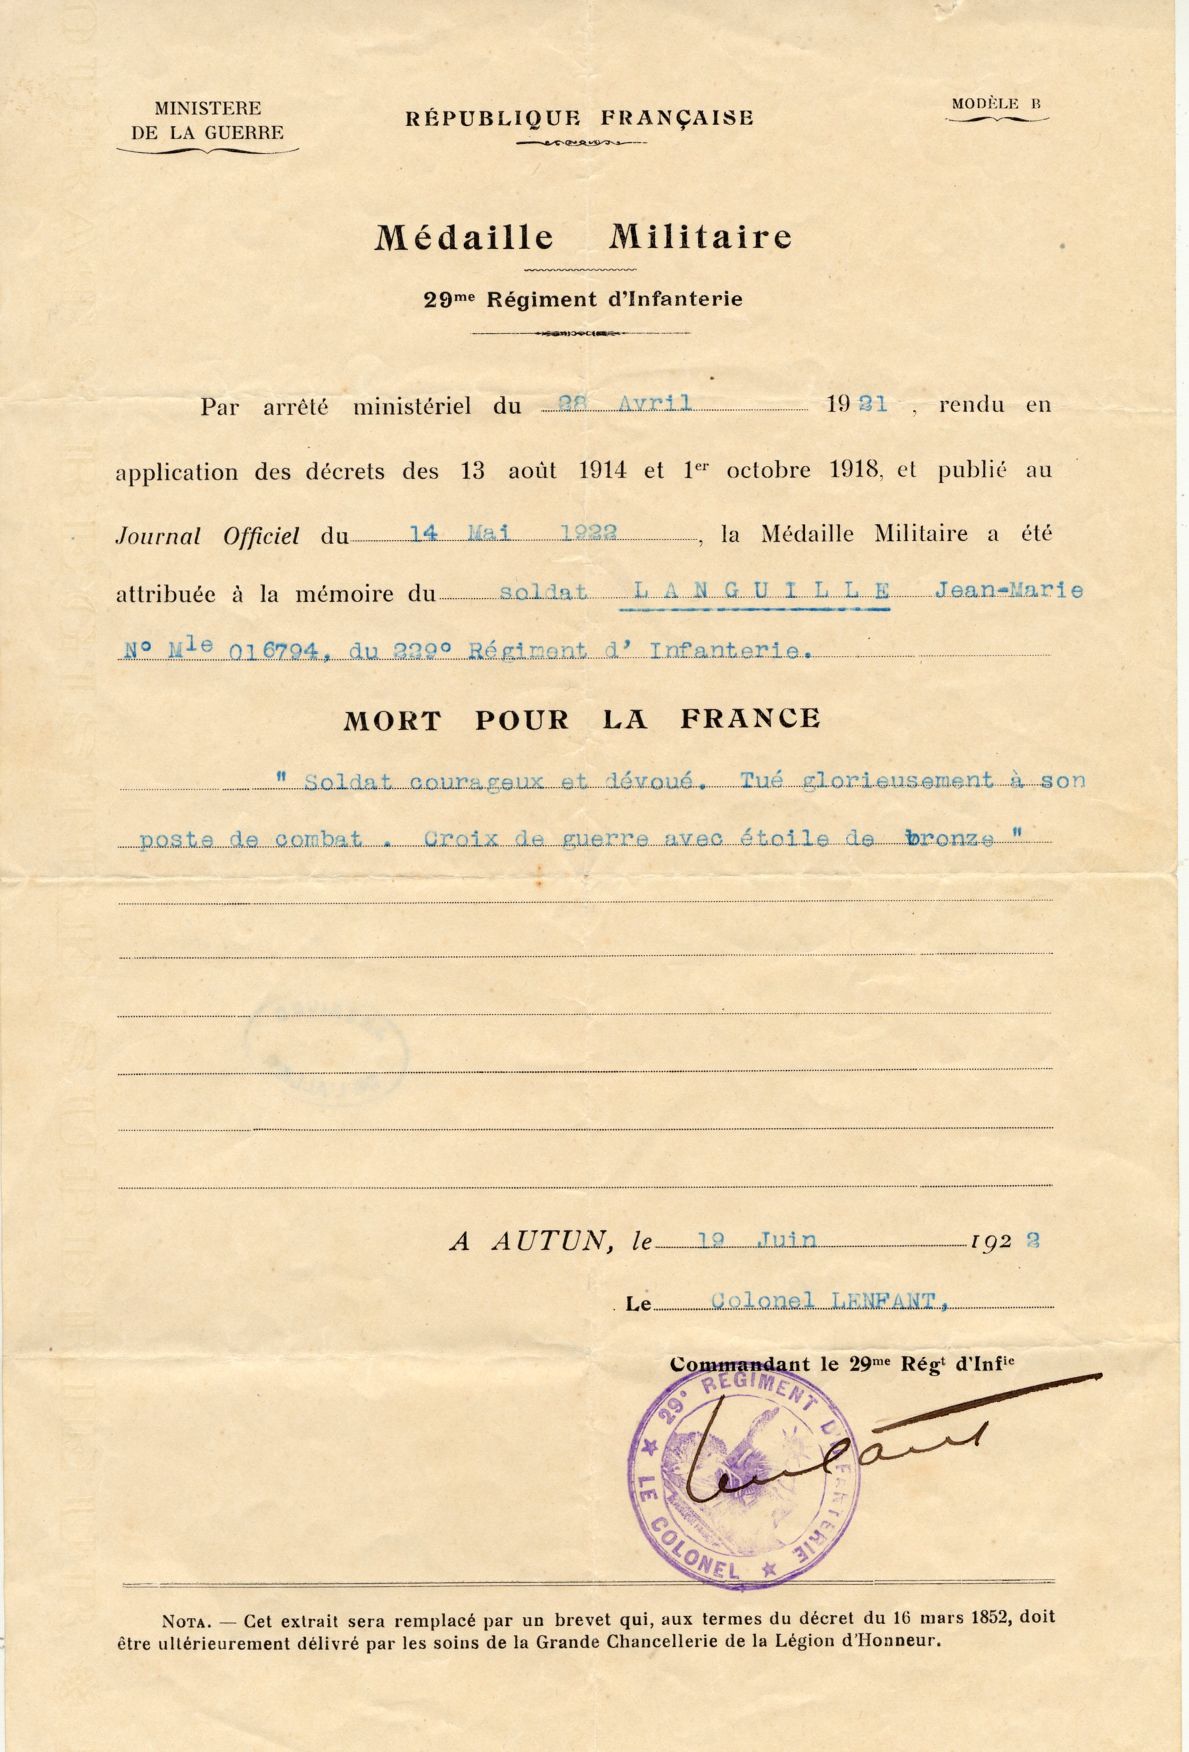 MINISTERE
DE LA GUERRE
RÉPUBLIQUE FRANÇAISE
MODÈLE B
Médaille Militaire
29me Régiment d'Infanterie
Par arrêté ministériel du 28 Avril 1921, rendu en
application des décrets des 13 août 1914 et 1er octobre 1918, et publié au
Journal Officiel du 14 Mai 1922, la Médaille Militaire a été
attribuée à la mémoire du soldat LANGUILLE Jean-Marie
N° Mle 016794, du 229° Régiment d' Infanterie.
MORT POUR LA FRANCE
" Soldat courageux et dévoué. Tué glorieusement à son
poste de combat . Croix de guerre avec étoile de bronze "
A AUTUN, le 19 Juin 1922
Le Colonel LENFANT,
Commandant le 29me Régt d'Infie
29° RÉGIMENT D'INFANTERIE
LE COLONEL
Lenfant
NOTA. — Cet extrait sera remplacé par un brevet qui, aux termes du décret du 16 mars 1852, doit
être ultérieurement délivré par les soins de la Grande Chancellerie de la Légion d'Honneur.